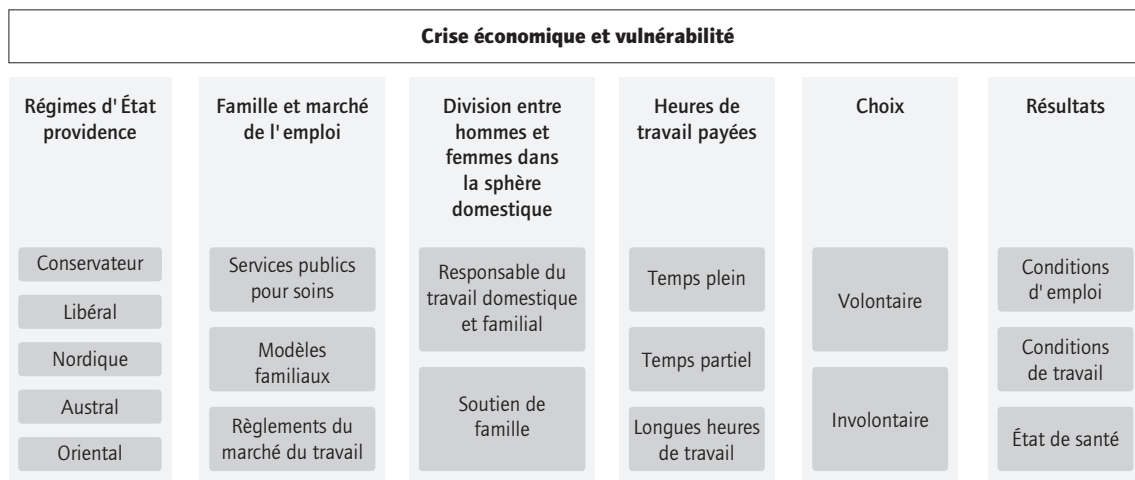 Crise économique et vulnérabilité
Régimes d'État
providence
Conservateur
Libéral
Nordique
Austral
Oriental
Famille et marché
de l'emploi
Services publics
pour soins
Modèles
familiaux
Règlements du
marché du travail
Division entre
hommes et
femmes dans
la sphère
domestique
Responsable du
travail domestique
et familial
Soutien de
famille
Heures de
travail payées
Temps plein
Temps partiel
Longues heures
de travail
Choix
Volontaire
Involontaire
Résultats
Conditions
d'emploi
Conditions
de travail
État de santé